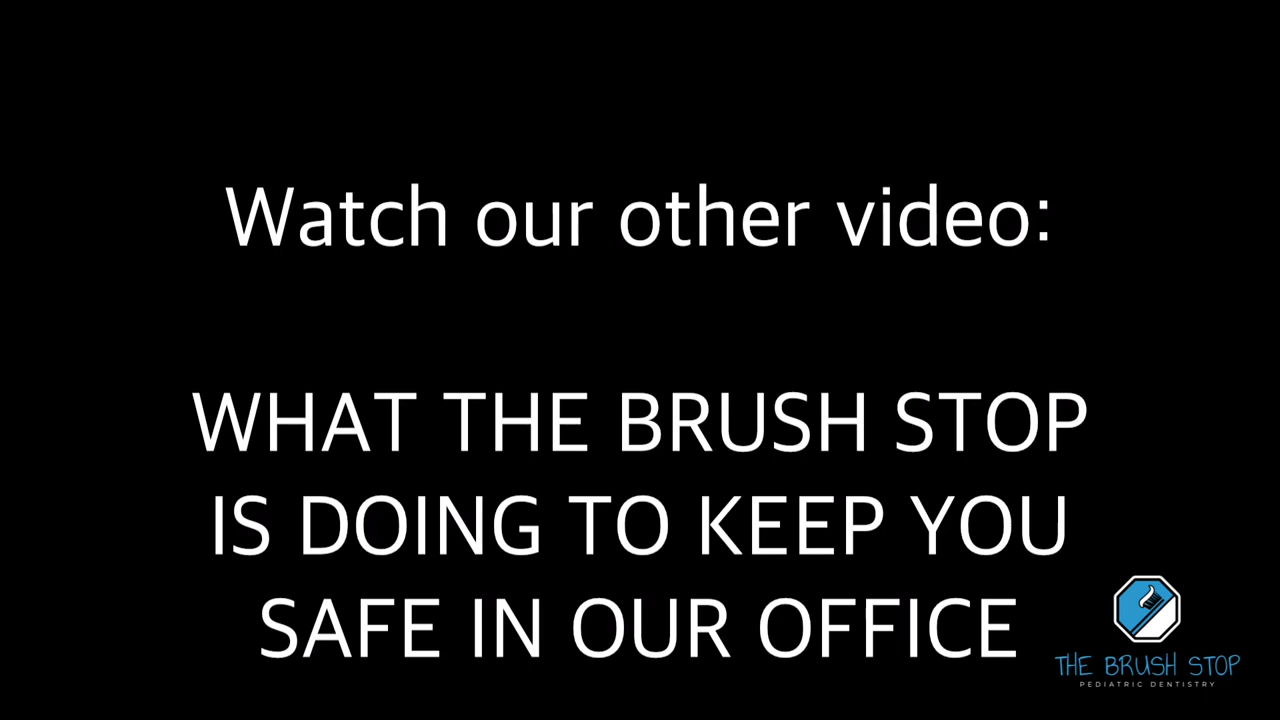 Watch our other video:
WHAT THE BRUSH STOP
IS DOING TO KEEP YOU
SAFE IN OUR OFFICE
THE BRUSH STOP
PEDIATRIC DENTISTRY